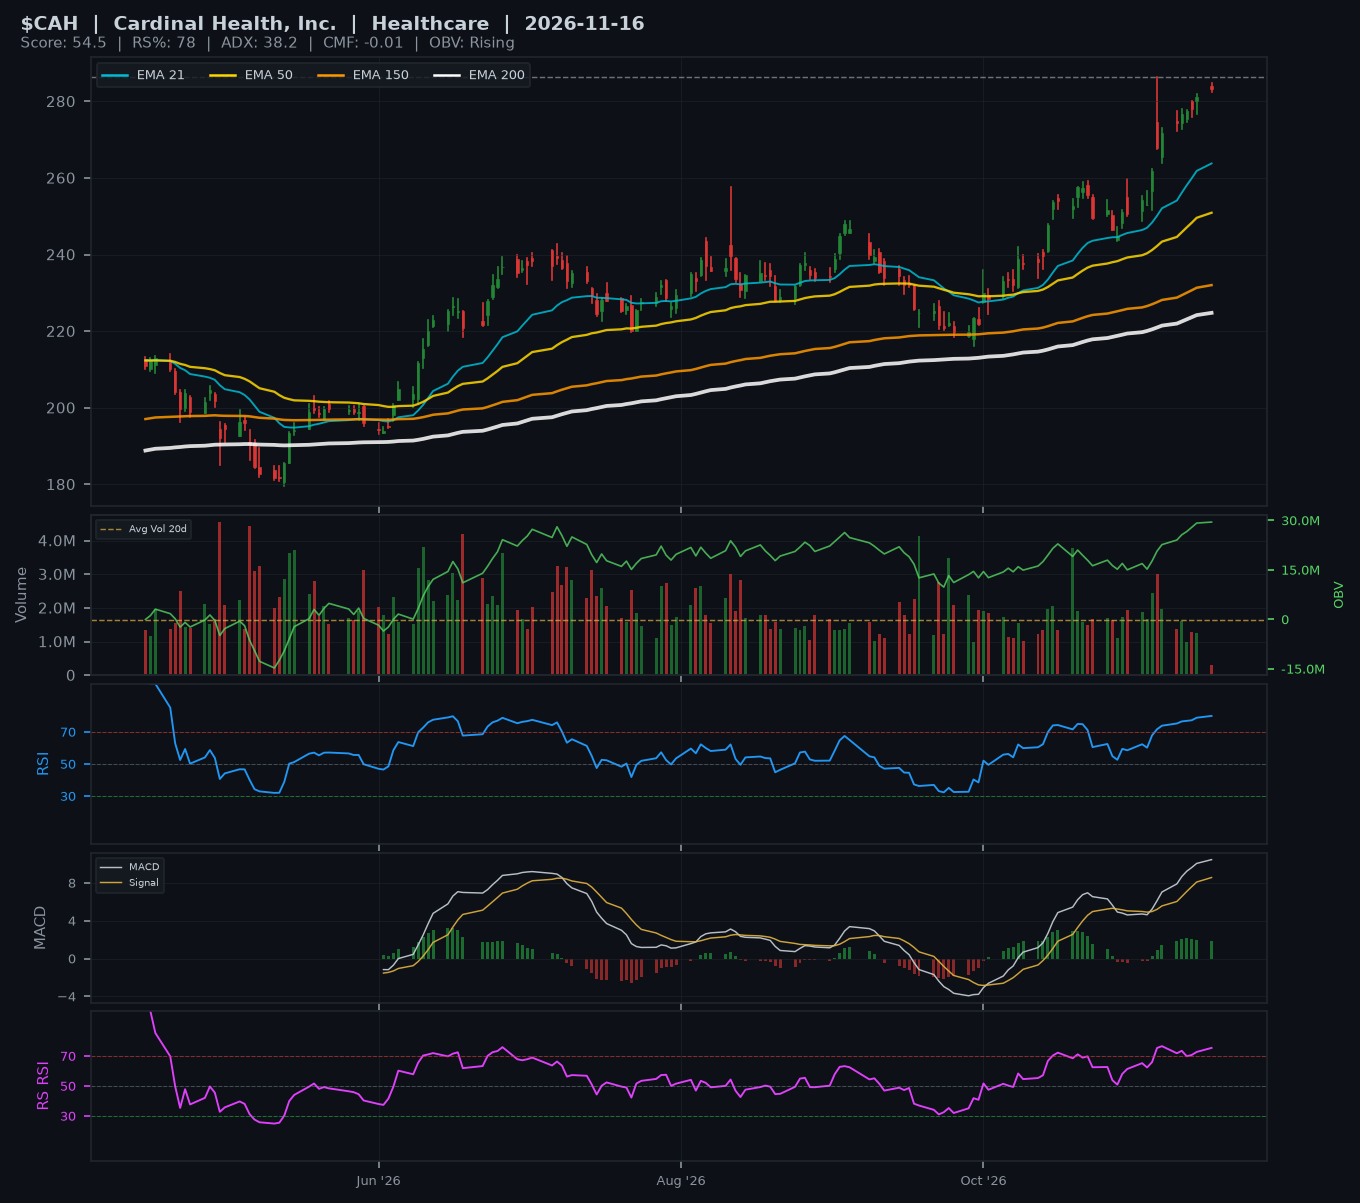 $CAH | Cardinal Health, Inc. | Healthcare | 2026-11-16
Score: 54.5 | RS%: 78 | ADX: 38.2 | CMF: -0.01 | OBV: Rising
EMA 21 EMA 50 EMA 150 EMA 200
280
260
240
220
200
180
Avg Vol 20d
Volume
4.0M
3.0M
2.0M
1.0M
0
30.0M
15.0M
0
-15.0M
OBV
RSI
70
50
30
MACD
Signal
MACD
8
4
0
−4
RS RSI
70
50
30
Jun '26 Aug '26 Oct '26